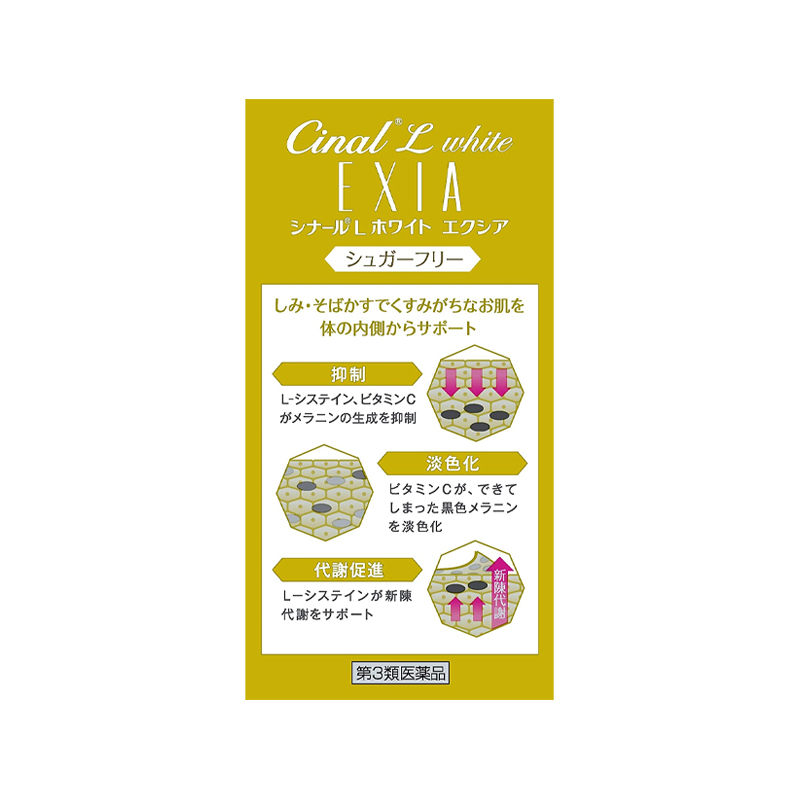 Cinal® L white
EXIA
シナール®L ホワイト エクシア
シュガーフリー
しみ・そばかすでくすみがちなお肌を
体の内側からサポート
抑制
L-システイン、ビタミンC
がメラニンの生成を抑制
淡色化
ビタミンCが、できて
しまった黒色メラニン
を淡色化
代謝促進
L-システインが新陳
代謝をサポート
新陳代謝
第3類医薬品